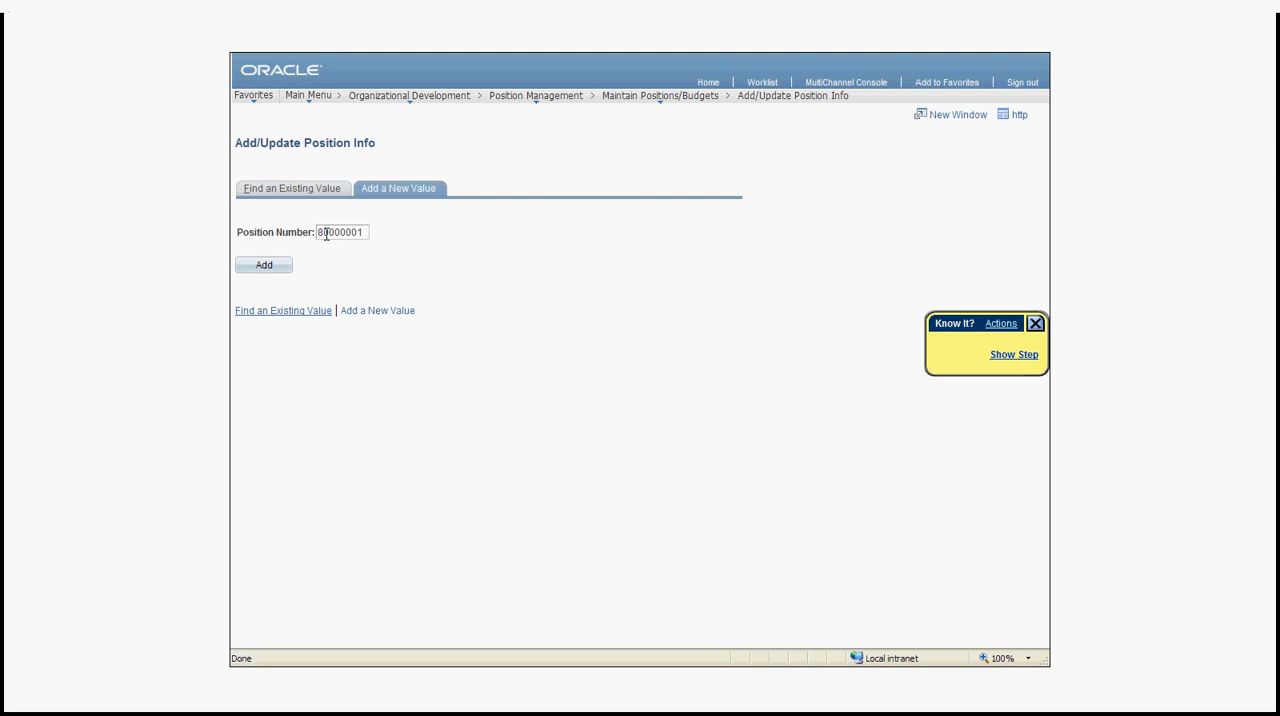 ORACLE
Home Worklist MultiChannel Console Add to Favorites Sign out
Favorites Main Menu > Organizational Development > Position Management > Maintain Positions/Budgets > Add/Update Position Info
New Window http
Add/Update Position Info
Find an Existing Value Add a New Value
Position Number: 80000001
Add
Find an Existing Value | Add a New Value
Know It? Actions
Show Step
Done Local intranet 100%